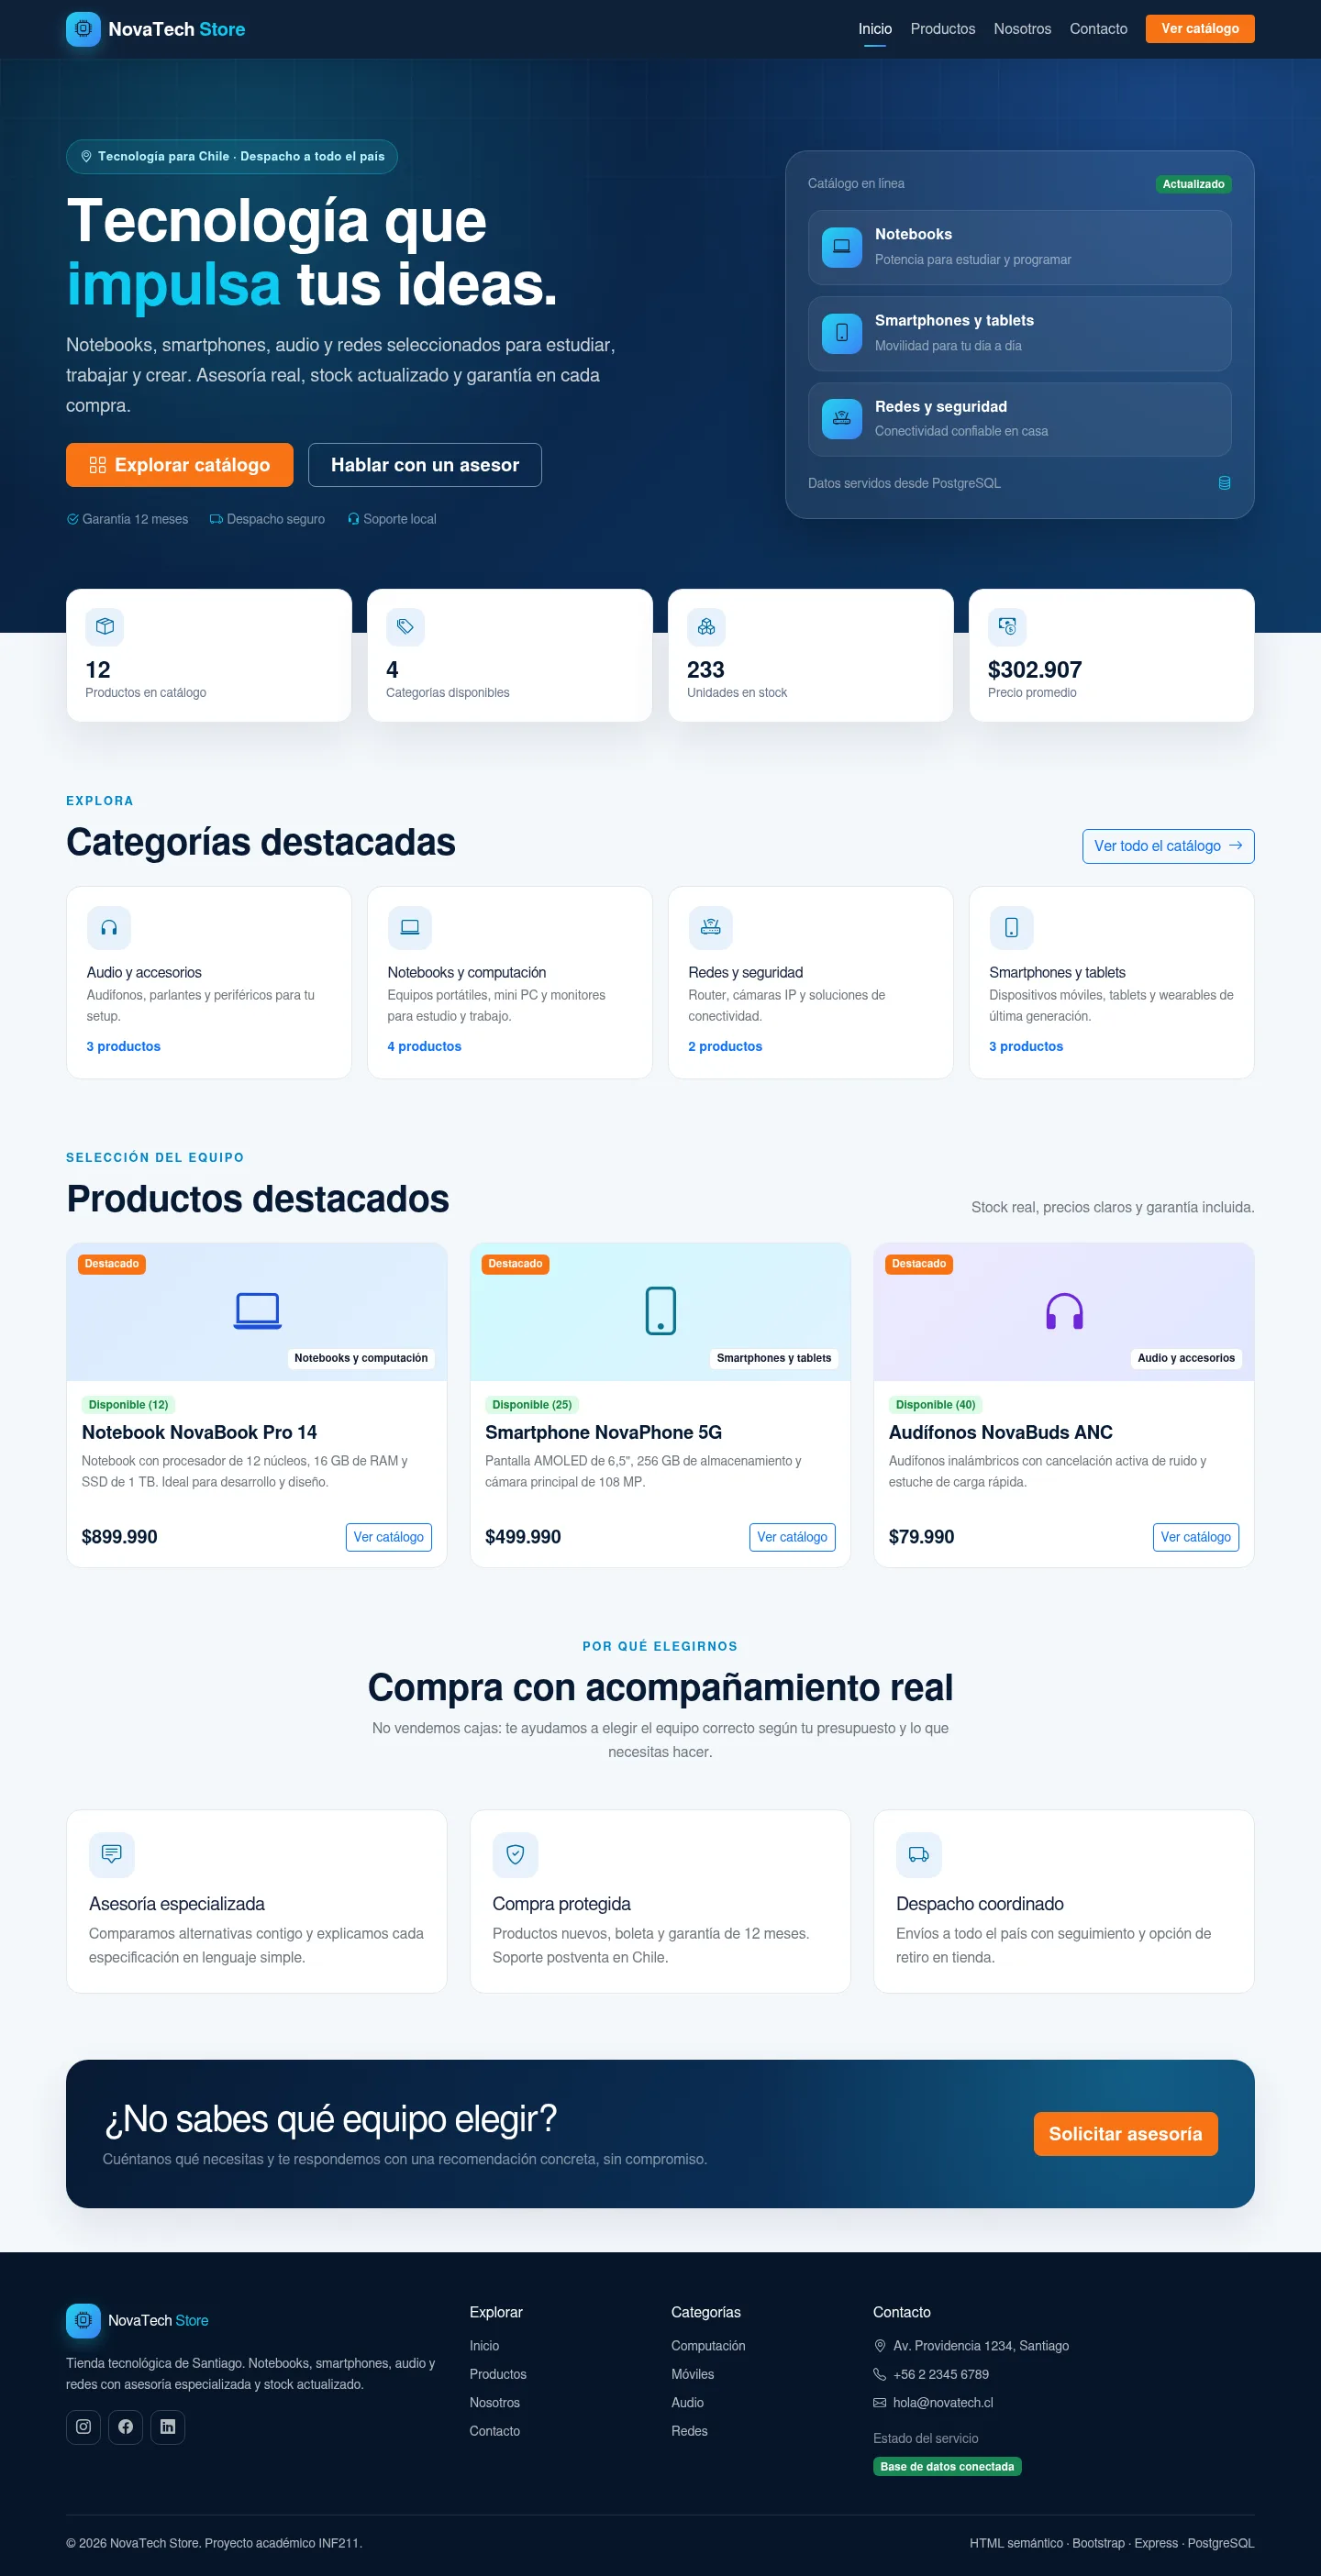 NovaTech Store
Inicio
Productos
Nosotros
Contacto
Ver catálogo
Tecnología para Chile · Despacho a todo el país
Tecnología que
impulsa tus ideas.
Notebooks, smartphones, audio y redes seleccionados para estudiar,
trabajar y crear. Asesoría real, stock actualizado y garantía en cada
compra.
Explorar catálogo
Hablar con un asesor
Garantía 12 meses
Despacho seguro
Soporte local
Catálogo en línea
Actualizado
Notebooks
Potencia para estudiar y programar
Smartphones y tablets
Movilidad para tu día a día
Redes y seguridad
Conectividad confiable en casa
Datos servidos desde PostgreSQL
12
Productos en catálogo
4
Categorías disponibles
233
Unidades en stock
$302.907
Precio promedio
EXPLORA
Categorías destacadas
Ver todo el catálogo
Audio y accesorios
Audífonos, parlantes y periféricos para tu
setup.
3 productos
Notebooks y computación
Equipos portátiles, mini PC y monitores
para estudio y trabajo.
4 productos
Redes y seguridad
Router, cámaras IP y soluciones de
conectividad.
2 productos
Smartphones y tablets
Dispositivos móviles, tablets y wearables de
última generación.
3 productos
SELECCIÓN DEL EQUIPO
Productos destacados
Stock real, precios claros y garantía incluida.
Destacado
Notebooks y computación
Disponible (12)
Notebook NovaBook Pro 14
Notebook con procesador de 12 núcleos, 16 GB de RAM y
SSD de 1 TB. Ideal para desarrollo y diseño.
$899.990
Ver catálogo
Destacado
Smartphones y tablets
Disponible (25)
Smartphone NovaPhone 5G
Pantalla AMOLED de 6,5", 256 GB de almacenamiento y
cámara principal de 108 MP.
$499.990
Ver catálogo
Destacado
Audio y accesorios
Disponible (40)
Audífonos NovaBuds ANC
Audífonos inalámbricos con cancelación activa de ruido y
estuche de carga rápida.
$79.990
Ver catálogo
POR QUÉ ELEGIRNOS
Compra con acompañamiento real
No vendemos cajas: te ayudamos a elegir el equipo correcto según tu presupuesto y lo que
necesitas hacer.
Asesoría especializada
Comparamos alternativas contigo y explicamos cada
especificación en lenguaje simple.
Compra protegida
Productos nuevos, boleta y garantía de 12 meses.
Soporte postventa en Chile.
Despacho coordinado
Envíos a todo el país con seguimiento y opción de
retiro en tienda.
¿No sabes qué equipo elegir?
Cuéntanos qué necesitas y te respondemos con una recomendación concreta, sin compromiso.
Solicitar asesoría
NovaTech Store
Tienda tecnológica de Santiago. Notebooks, smartphones, audio y
redes con asesoría especializada y stock actualizado.
Explorar
Inicio
Productos
Nosotros
Contacto
Categorías
Computación
Móviles
Audio
Redes
Contacto
Av. Providencia 1234, Santiago
+56 2 2345 6789
hola@novatech.cl
Estado del servicio
Base de datos conectada
© 2026 NovaTech Store. Proyecto académico INF211.
HTML semántico · Bootstrap · Express · PostgreSQL